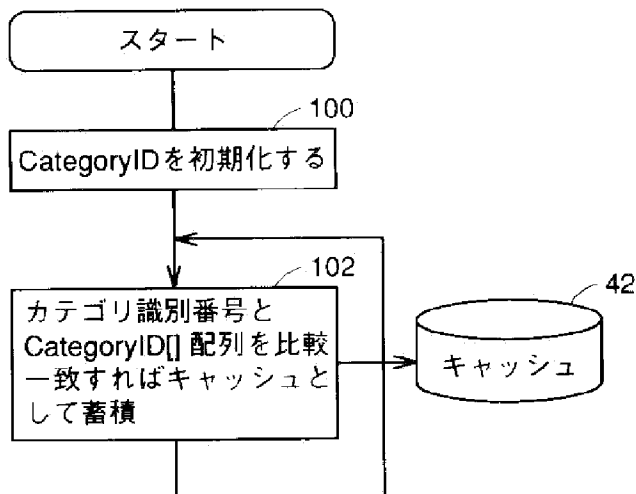 スタート
100
CategoryIDを初期化する
102
カテゴリ識別番号と
CategoryID[] 配列を比較
一致すればキャッシュと
して蓄積
42
キャッシュ